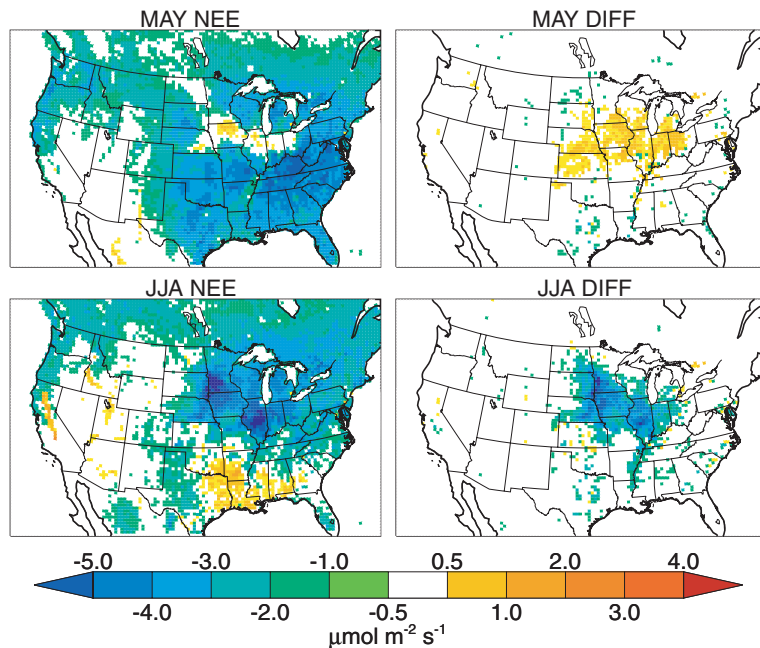 MAY NEE
MAY DIFF
JJA NEE
JJA DIFF
-5.0 -3.0 -1.0 0.5 2.0 4.0
-4.0 -2.0 -0.5 1.0 3.0
μmol m⁻² s⁻¹